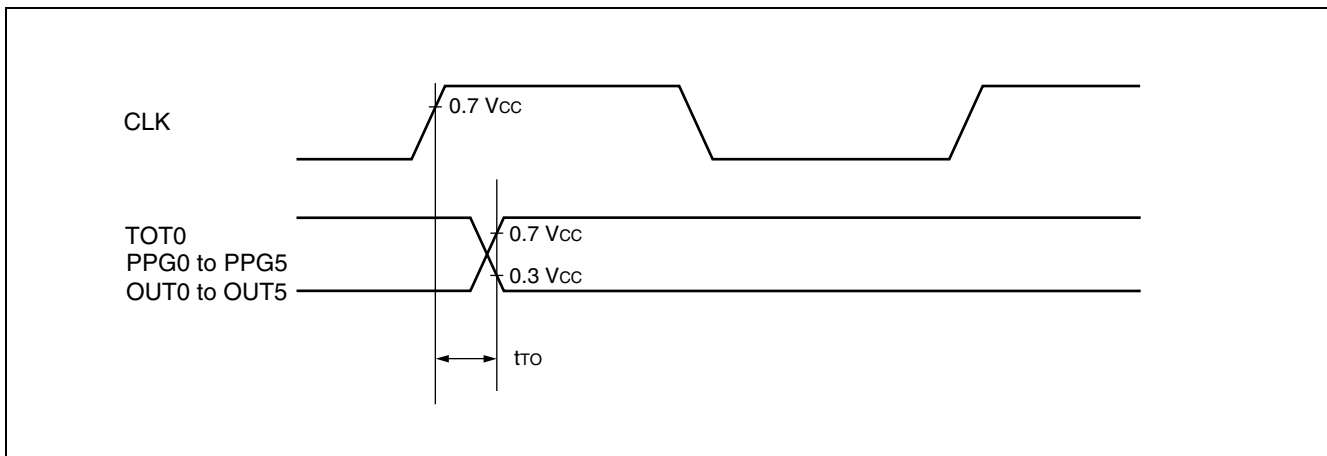 CLK
0.7 Vcc
TOT0
PPG0 to PPG5
OUT0 to OUT5
0.7 Vcc
0.3 Vcc
tTO